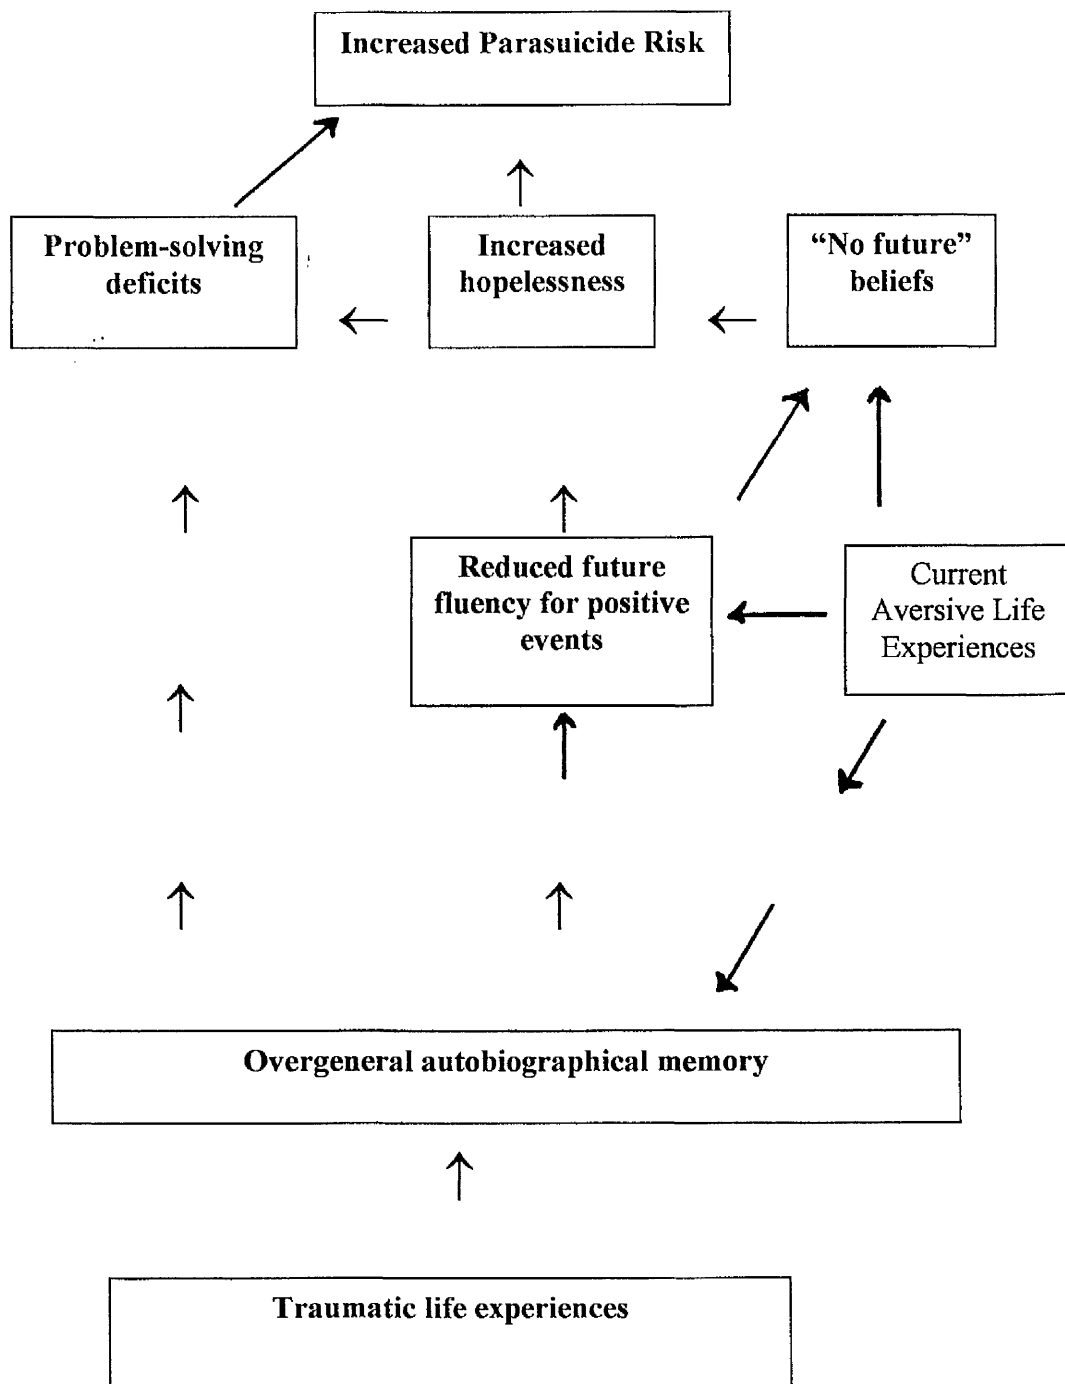 Increased Parasuicide Risk
Problem-solving
deficits
Increased
hopelessness
“No future”
beliefs
Reduced future
fluency for positive
events
Current
Aversive Life
Experiences
Overgeneral autobiographical memory
Traumatic life experiences